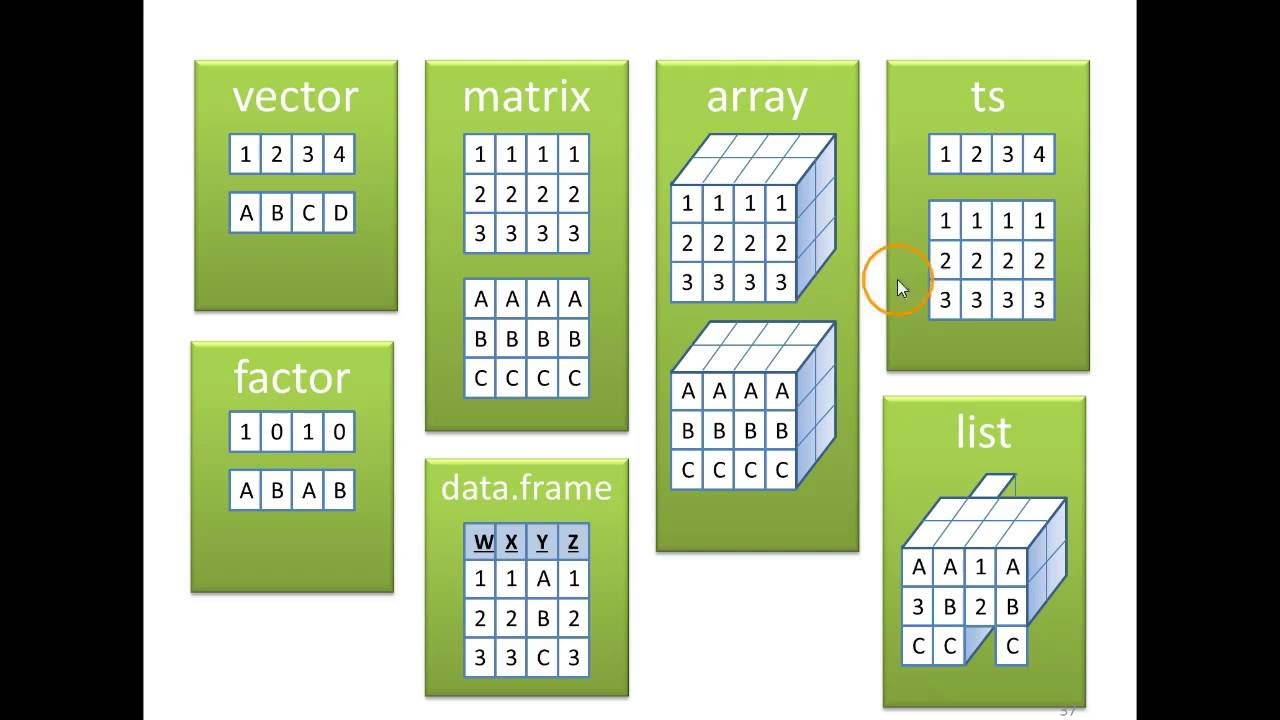 vector
1 2 3 4
A B C D
factor
1 0 1 0
A B A B
matrix
1 1 1 1
2 2 2 2
3 3 3 3
A A A A
B B B B
C C C C
data.frame
W X Y Z
1 1 A 1
2 2 B 2
3 3 C 3
array
1 1 1 1
2 2 2 2
3 3 3 3
A A A A
B B B B
C C C C
ts
1 2 3 4
1 1 1 1
2 2 2 2
3 3 3 3
list
A A 1 A
3 B 2 B
C C C
37